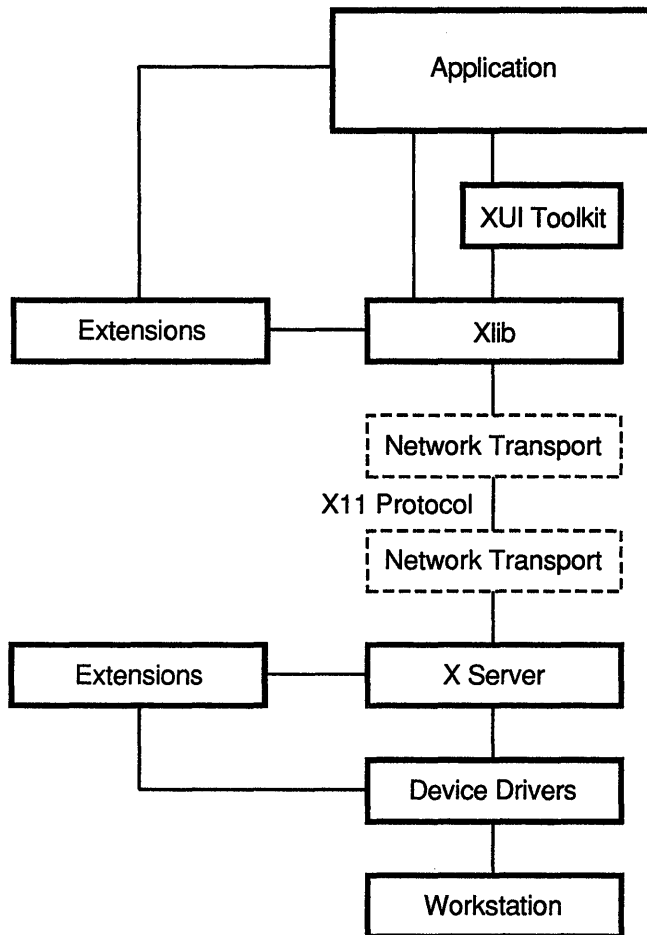 Application
XUI Toolkit
Extensions
Xlib
Network Transport
X11 Protocol
Network Transport
Extensions
X Server
Device Drivers
Workstation